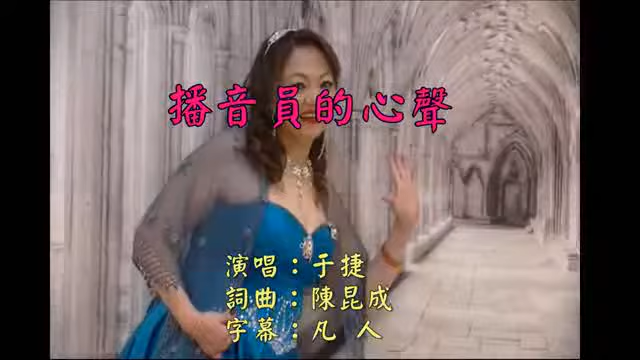 播音員的心聲
演唱：于捷
詞曲：陳昆成
字幕：凡 人